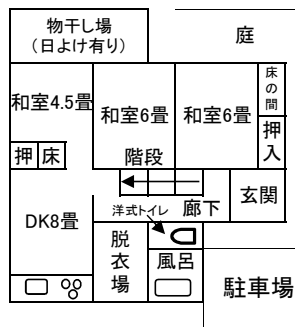 物干し場
(日よけ有り)
庭
和室4.5畳
和室6畳
和室6畳
床の間
押入
押
床
階段
洋式トイレ
廊下
玄関
DK8畳
脱衣場
風呂
駐車場